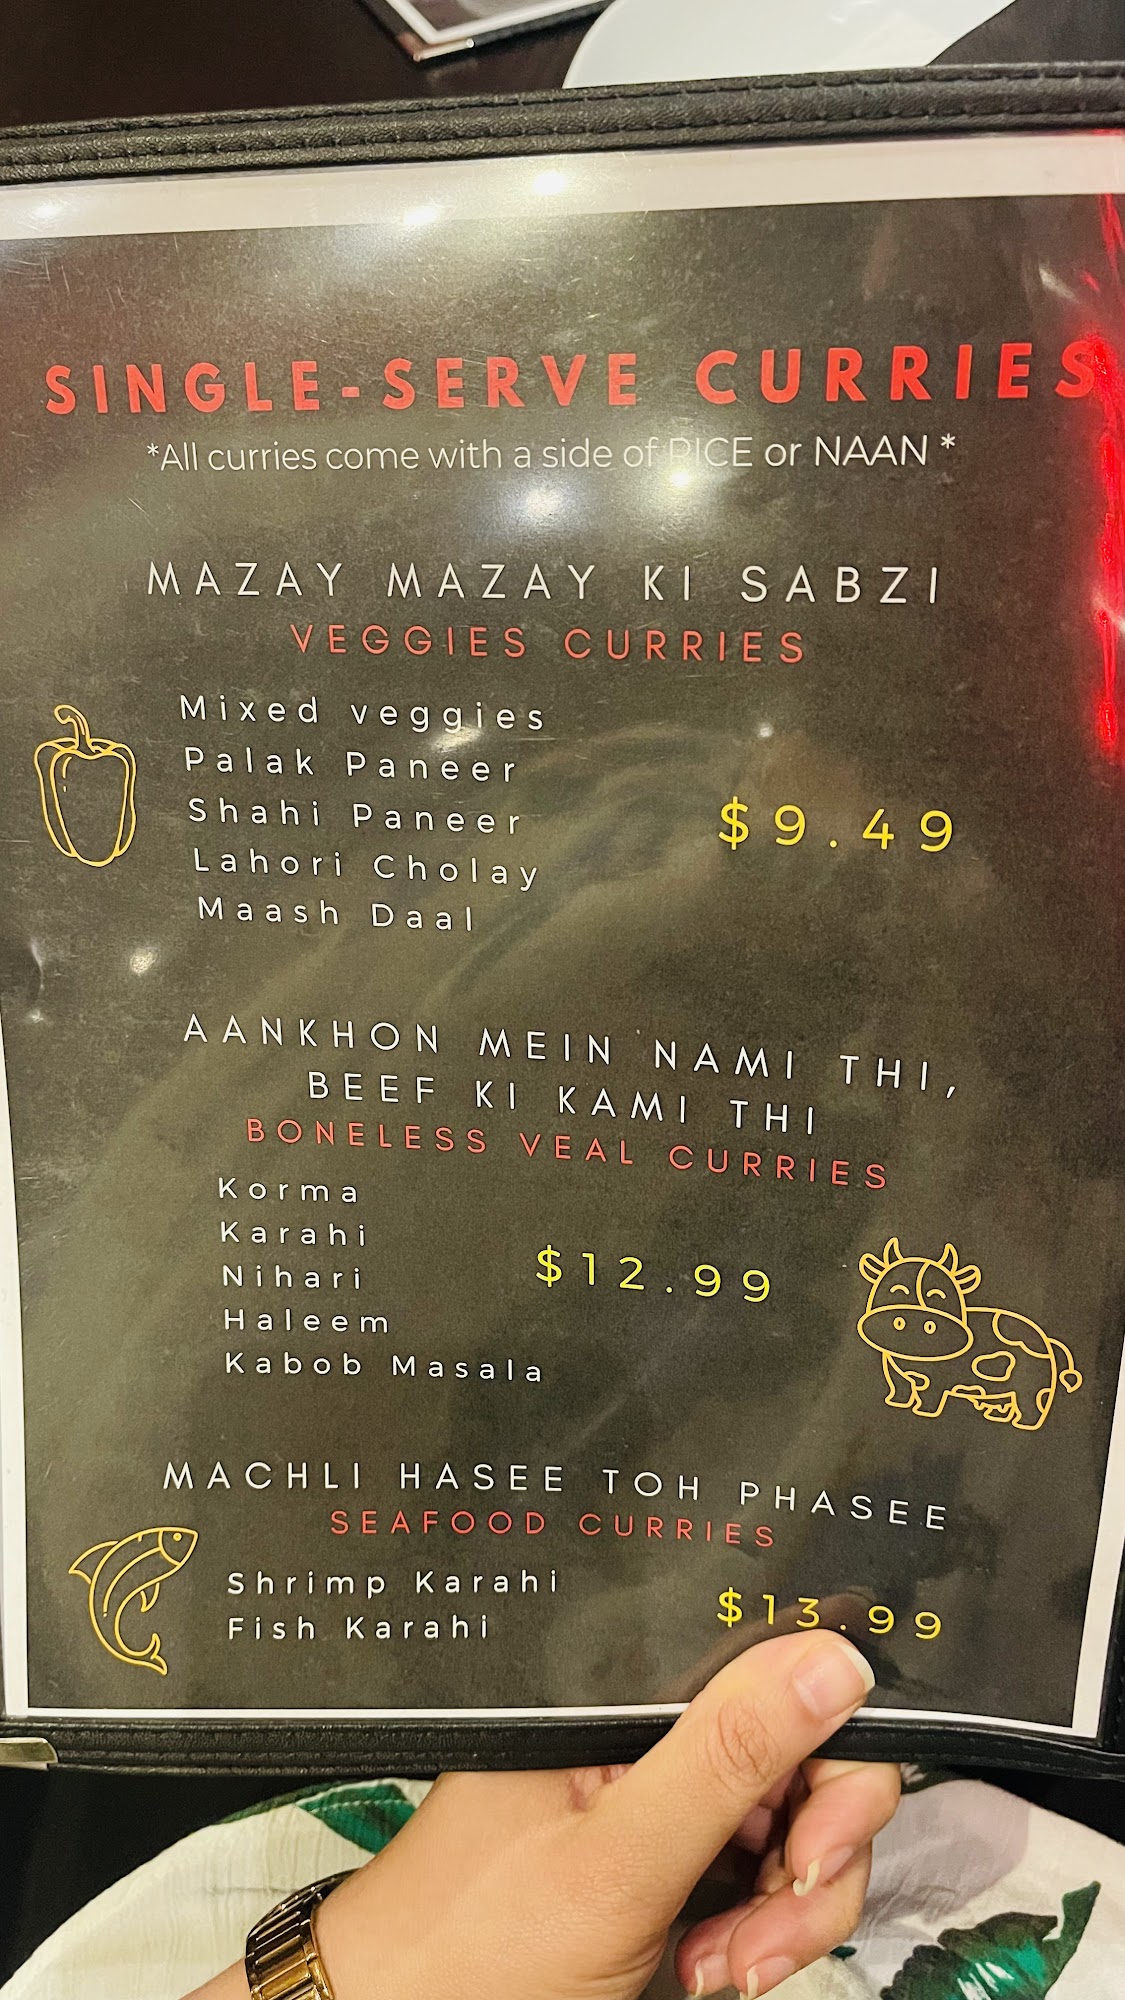 SINGLE-SERVE CURRIES
*All curries come with a side of RICE or NAAN *
MAZAY MAZAY KI SABZI
VEGGIES CURRIES
Mixed veggies
Palak Paneer
Shahi Paneer
Lahori Cholay
Maash Daal
$9.49
AANKHON MEIN NAMI THI,
BEEF KI KAMI THI
BONELESS VEAL CURRIES
Korma
Karahi
Nihari
Haleem
Kabob Masala
$12.99
MACHLI HASEE TOH PHASEE
SEAFOOD CURRIES
Shrimp Karahi
Fish Karahi
$13.99